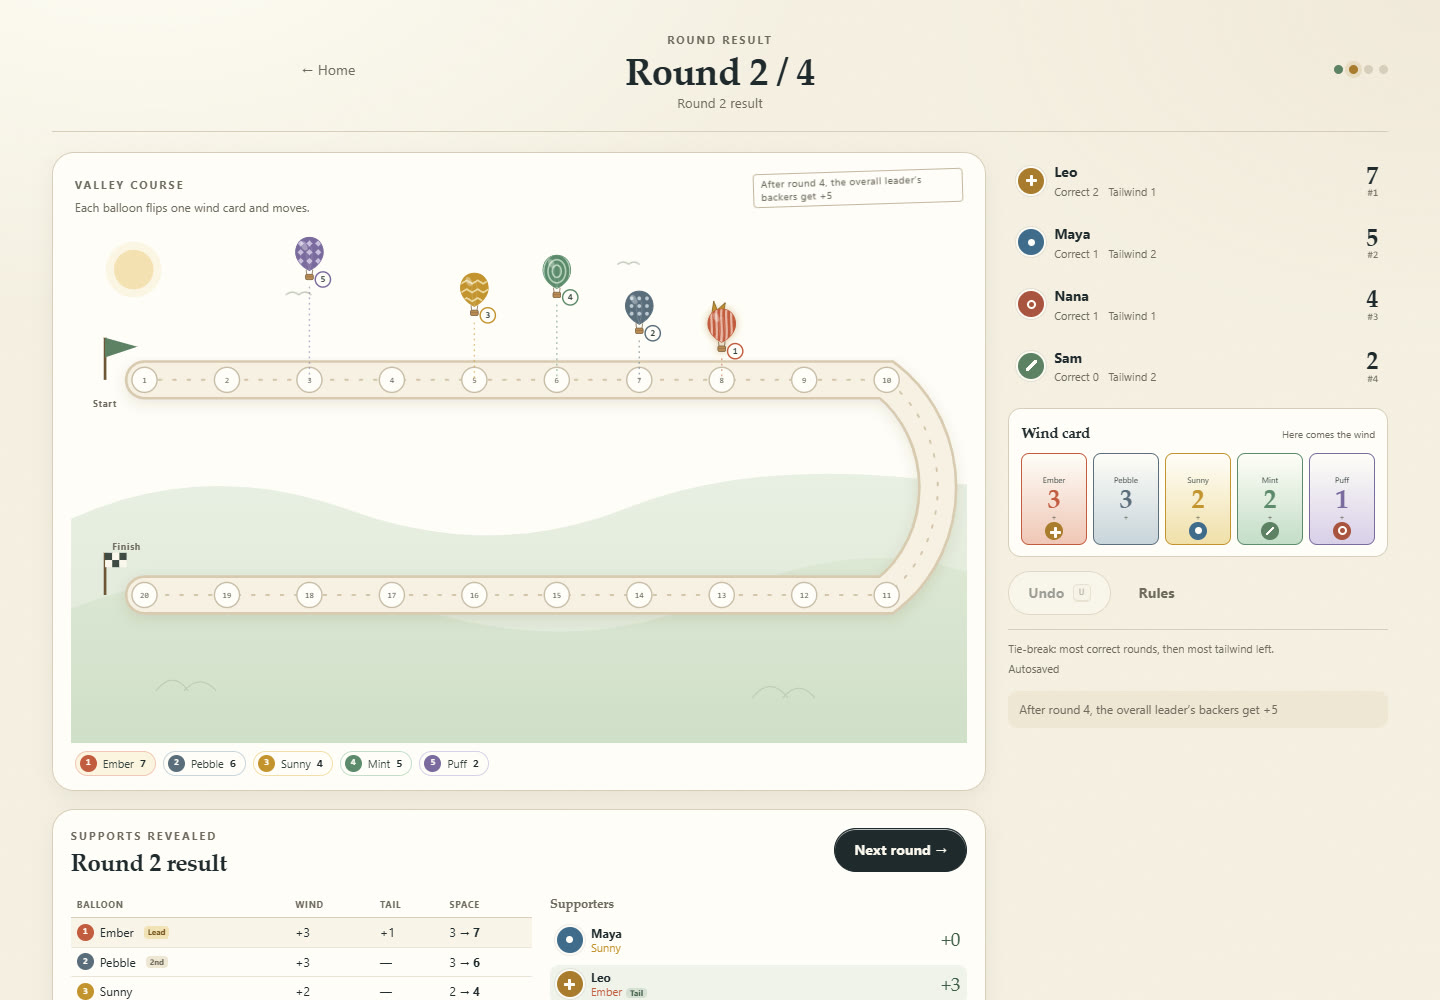 ROUND RESULT
← Home
Round 2 / 4
Round 2 result
VALLEY COURSE
Each balloon flips one wind card and moves.
After round 4, the overall leader's
backers get +5
5
3
4
2
1
1 2 3 4 5 6 7 8 9 10
Start
Finish
20 19 18 17 16 15 14 13 12 11
1 Ember 7
2 Pebble 6
3 Sunny 4
4 Mint 5
5 Puff 2
Leo
Correct 2 Tailwind 1
7
#1
Maya
Correct 1 Tailwind 2
5
#2
Nana
Correct 1 Tailwind 1
4
#3
Sam
Correct 0 Tailwind 2
2
#4
Wind card
Here comes the wind
Ember
3
+
Pebble
3
+
Sunny
2
+
Mint
2
+
Puff
1
+
Undo U
Rules
Tie-break: most correct rounds, then most tailwind left.
Autosaved
After round 4, the overall leader's backers get +5
SUPPORTS REVEALED
Round 2 result
Next round →
BALLOON WIND TAIL SPACE
1 Ember Lead +3 +1 3 → 7
2 Pebble 2nd +3 — 3 → 6
3 Sunny +2 — 2 → 4
Supporters
Maya
Sunny
+0
Leo
Ember Tail
+3